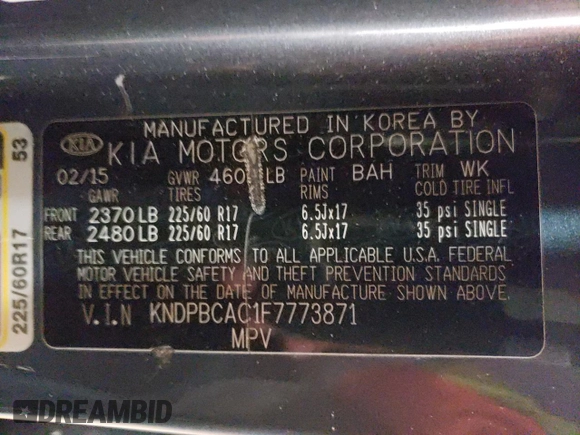 MANUFACTURED IN KOREA BY
KIA KIA MOTORS CORPORATION
02/15 GVWR LB PAINT BAH TRIM WK
GAWR TIRES RIMS COLD TIRE INFL
FRONT 2370 LB 225/60 R17 6.5Jx17 35 psi SINGLE
REAR 2480 LB 225/60 R17 6.5Jx17 35 psi SINGLE
THIS VEHICLE CONFORMS TO ALL APPLICABLE U.S.A. FEDERAL
MOTOR VEHICLE SAFETY AND THEFT PREVENTION STANDARDS
IN EFFECT ON THE DATE OF MANUFACTURE SHOWN ABOVE.
V.I.N KNDPBCAC1F7773871
MPV
225/60R17 53
DREAMBID